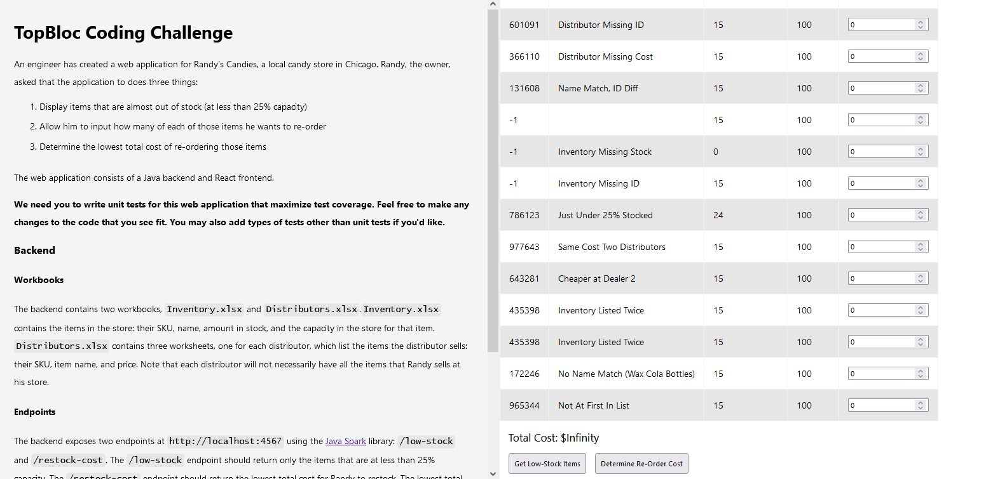 TopBloc Coding Challenge
An engineer has created a web application for Randy's Candies, a local candy store in Chicago. Randy, the owner,
asked that the application to does three things:
1. Display items that are almost out of stock (at less than 25% capacity)
2. Allow him to input how many of each of those items he wants to re-order
3. Determine the lowest total cost of re-ordering those items
The web application consists of a Java backend and React frontend.
We need you to write unit tests for this web application that maximize test coverage. Feel free to make any
changes to the code that you see fit. You may also add types of tests other than unit tests if you'd like.
Backend
Workbooks
The backend contains two workbooks, Inventory.xlsx and Distributors.xlsx. Inventory.xlsx
contains the items in the store: their SKU, name, amount in stock, and the capacity in the store for that item.
Distributors.xlsx contains three worksheets, one for each distributor, which list the items the distributor sells:
their SKU, item name, and price. Note that each distributor will not necessarily have all the items that Randy sells at
his store.
Endpoints
The backend exposes two endpoints at http://localhost:4567 using the Java Spark library: /low-stock
and /restock-cost. The /low-stock endpoint should return only the items that are at less than 25%
capacity. The /restock-cost endpoint should return the lowest total cost for Randy to restock. The lowest total
601091 Distributor Missing ID 15 100 0
366110 Distributor Missing Cost 15 100 0
131608 Name Match, ID Diff 15 100 0
-1 15 100 0
-1 Inventory Missing Stock 0 100 0
-1 Inventory Missing ID 15 100 0
786123 Just Under 25% Stocked 24 100 0
977643 Same Cost Two Distributors 15 100 0
643281 Cheaper at Dealer 2 15 100 0
435398 Inventory Listed Twice 15 100 0
435398 Inventory Listed Twice 15 100 0
172246 No Name Match (Wax Cola Bottles) 15 100 0
965344 Not At First In List 15 100 0
Total Cost: $Infinity
Get Low-Stock Items Determine Re-Order Cost